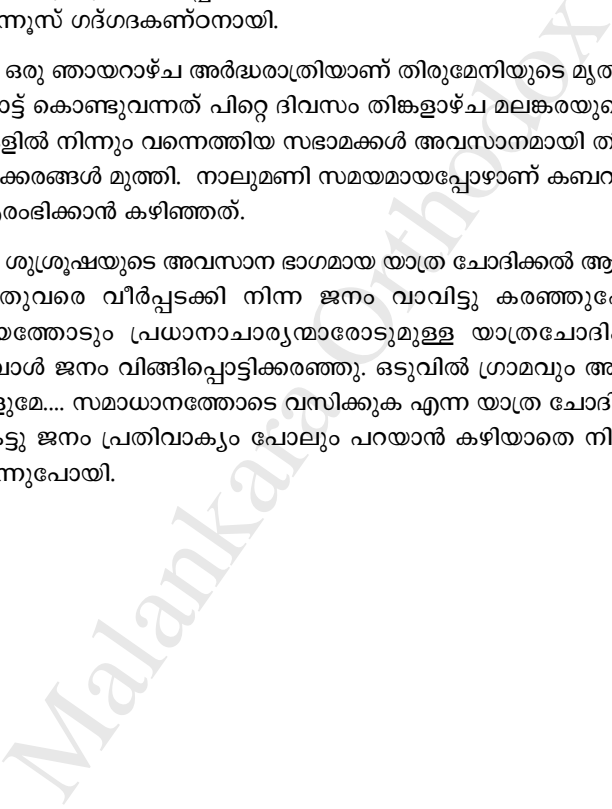 ന്നൂസ് ഗദ്ഗദകണ്ഠനായി.
ഒരു ഞായറാഴ്ച അർദ്ധരാത്രിയാണ് തിരുമേനിയുടെ മൃത
ാട്ട് കൊണ്ടുവന്നത് പിറ്റെ ദിവസം തിങ്കളാഴ്ച മലങ്കരയുടെ
ളിൽ നിന്നും വന്നെത്തിയ സഭാമക്കൾ അവസാനമായി തി
ക്കരങ്ങൾ മുത്തി. നാലുമണി സമയമായപ്പോഴാണ് കബറ
രംഭിക്കാൻ കഴിഞ്ഞത്.
ശുശ്രൂഷയുടെ അവസാന ഭാഗമായ യാത്ര ചോദിക്കൽ ആ
തുവരെ വീർപ്പടക്കി നിന്ന ജനം വാവിട്ടു കരഞ്ഞുപേ
യത്തോടും പ്രധാനാചാര്യന്മാരോടുമുള്ള യാത്രചോദി
ോൾ ജനം വിങ്ങിപ്പൊട്ടിക്കരഞ്ഞു. ഒടുവിൽ ഗ്രാമവും അ
ളുമേ.... സമാധാനത്തോടെ വസിക്കുക എന്ന യാത്ര ചോദി
കട്ടു ജനം പ്രതിവാക്യം പോലും പറയാൻ കഴിയാതെ നി
ന്നുപോയി.
Malankara Orthodox